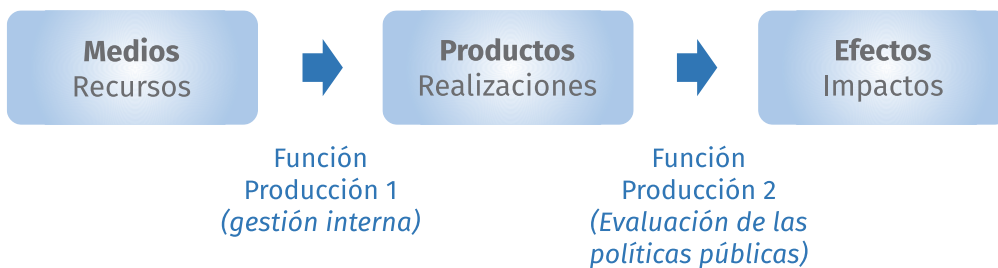 Medios
Recursos
Productos
Realizaciones
Efectos
Impactos
Función
Producción 1
(gestión interna)
Función
Producción 2
(Evaluación de las
políticas públicas)